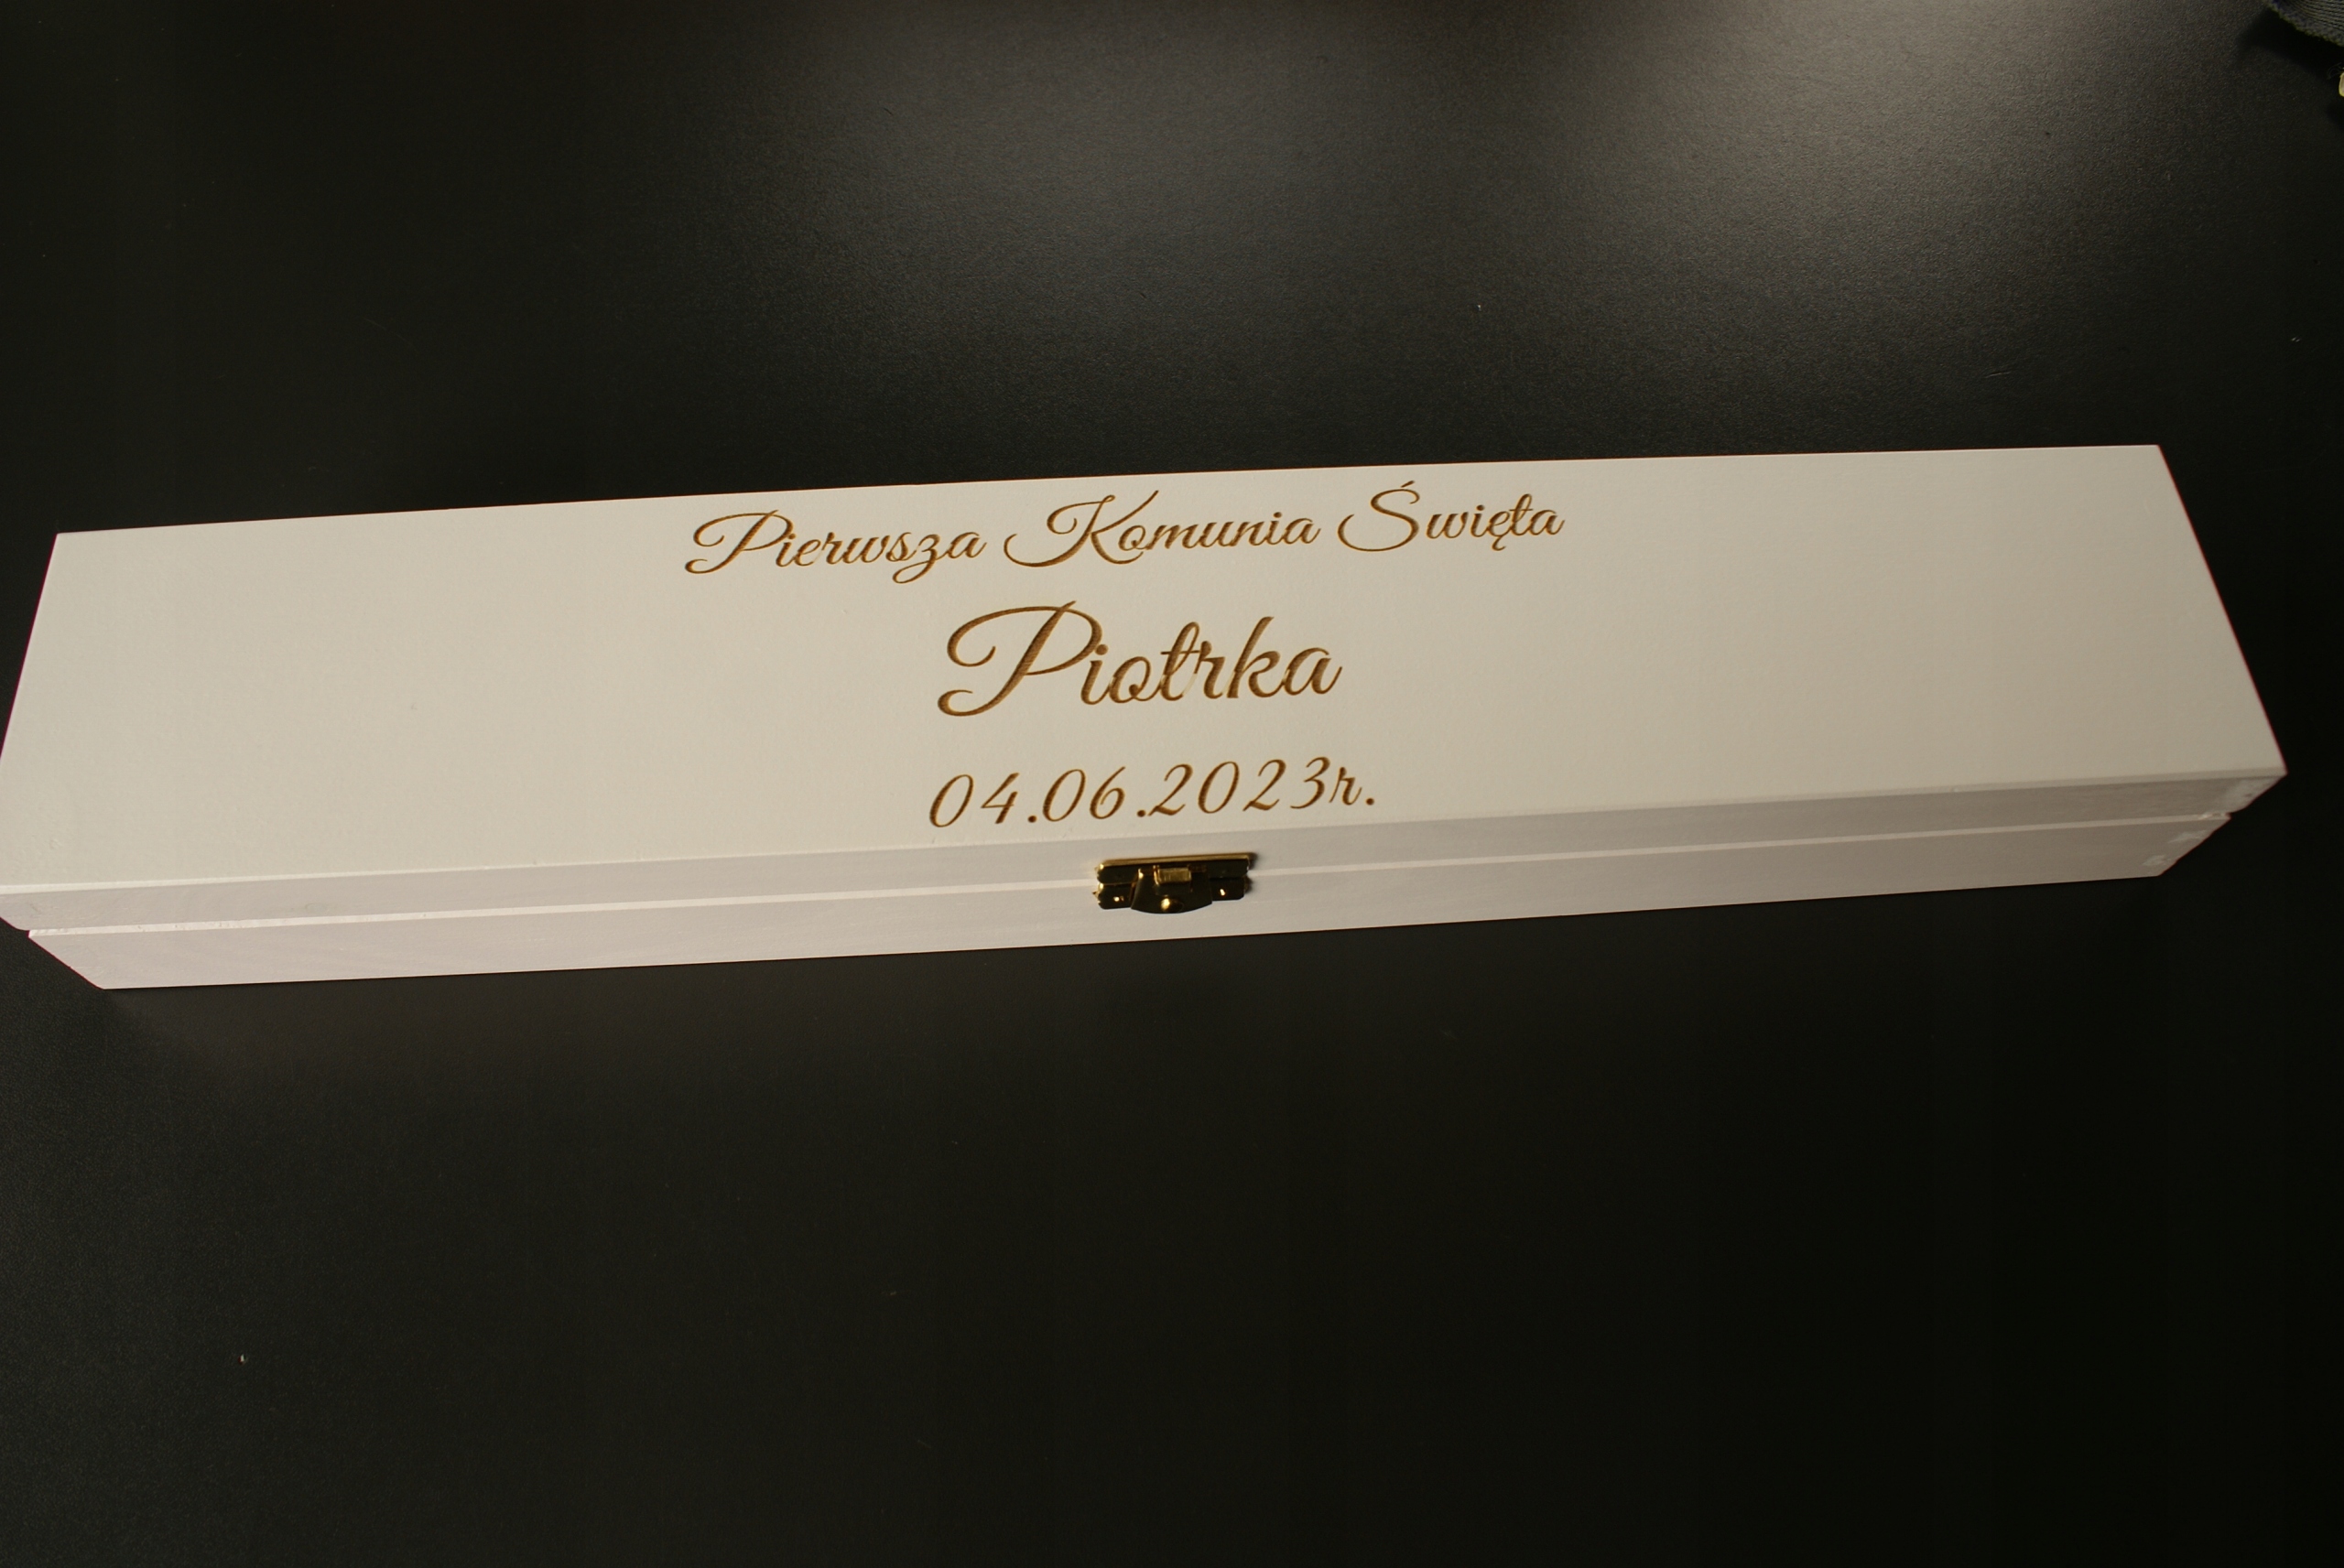 Pierwsza Komunia Święta
Piotrka
04.06.2023r.